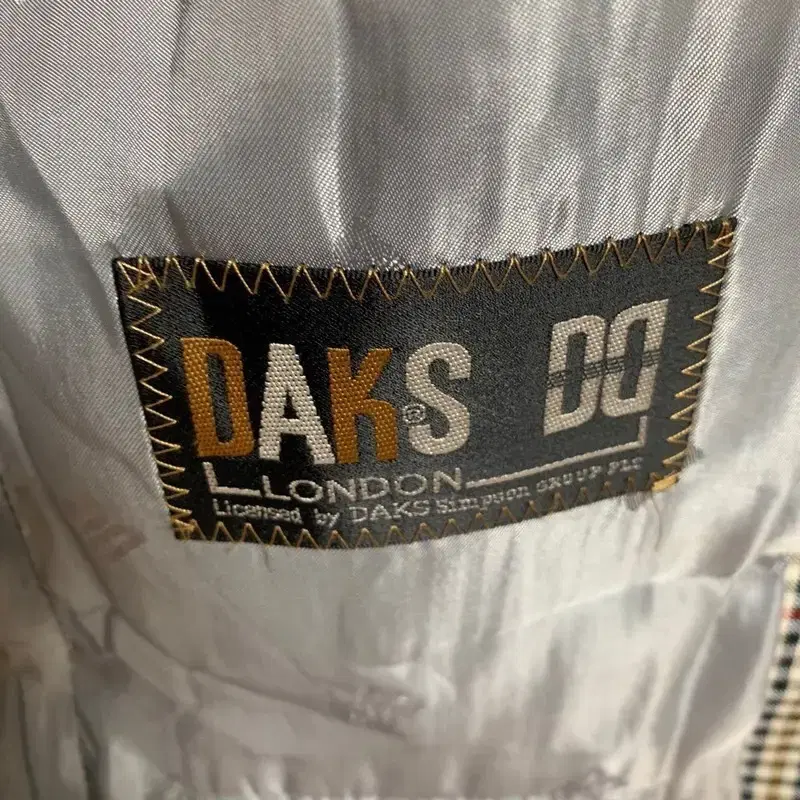 DAKS® DD
LONDON
Licensed by DAKS Simpson GROUP PLC